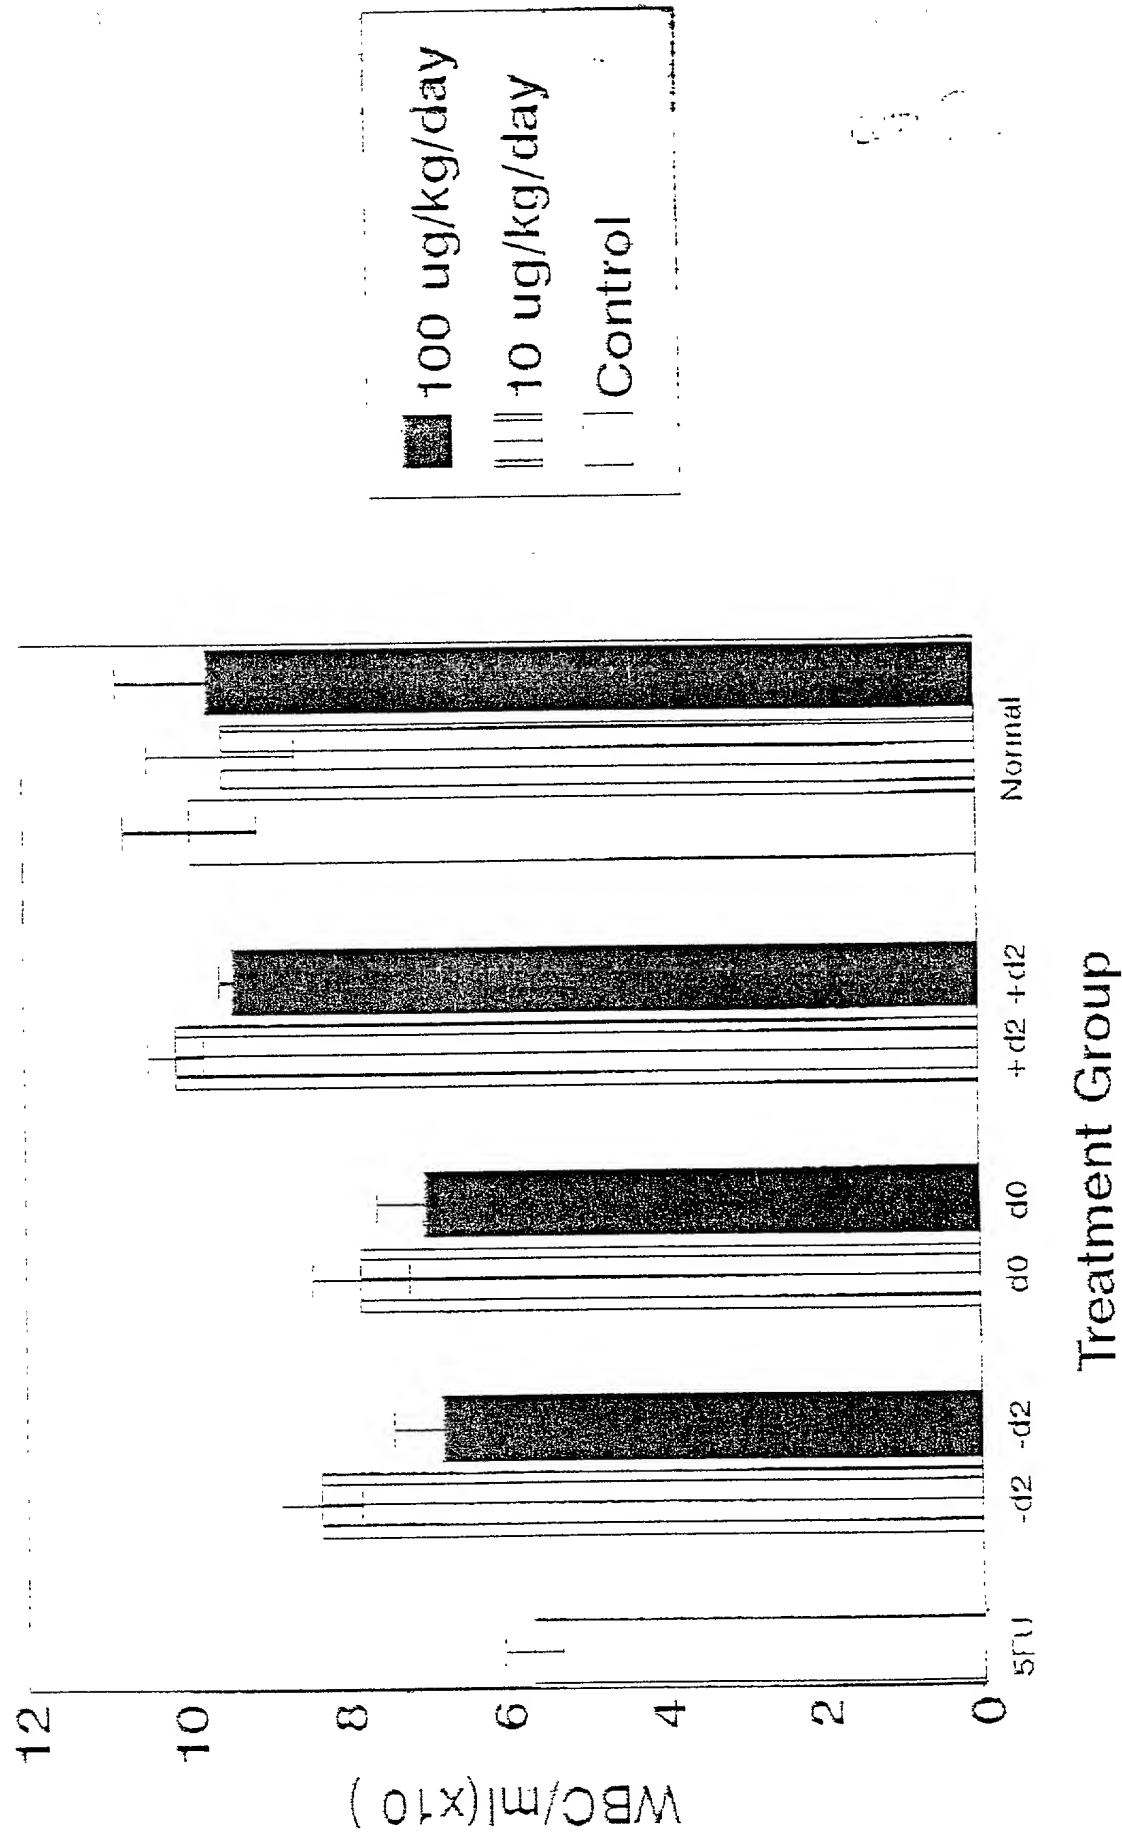 WBC/ml(x10 )
12
10
8
6
4
2
0
5FU
-d2 -d2
d0 d0
+d2 +d2
Normal
Treatment Group
100 ug/kg/day
10 ug/kg/day
Control